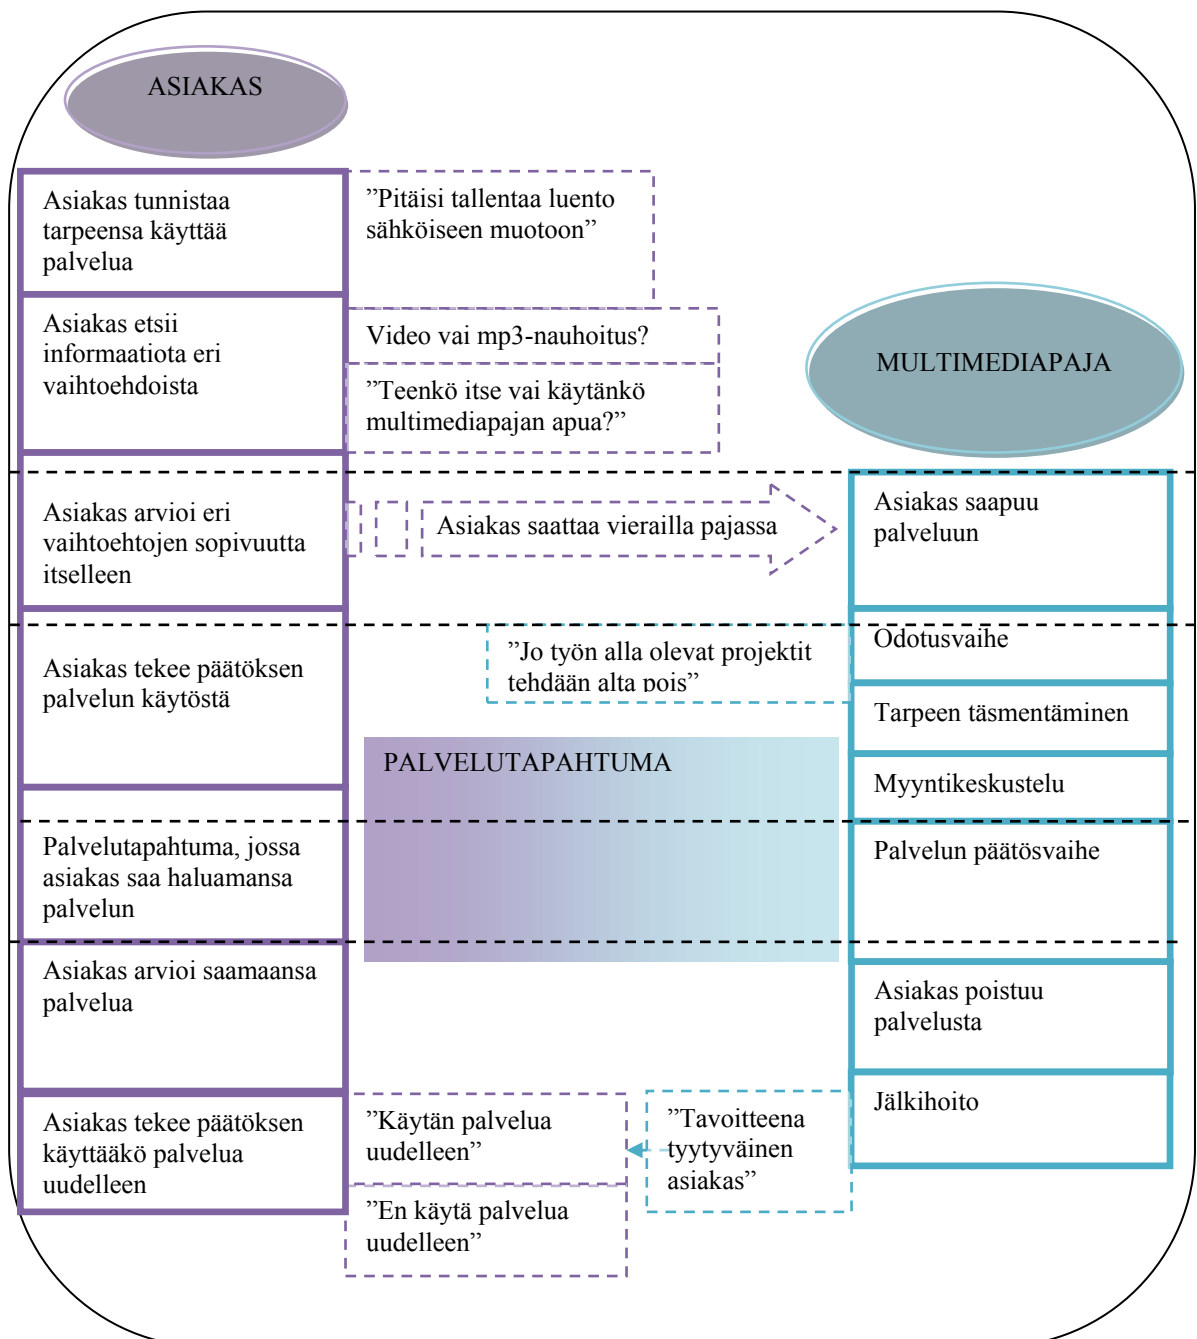 ASIAKAS
Asiakas tunnistaa
tarpeensa käyttää
palvelua
”Pitäisi tallentaa luento
sähköiseen muotoon”
Asiakas etsii
informaatiota eri
vaihtoehdoista
Video vai mp3-nauhoitus?
”Teenkö itse vai käytänkö
multimediapajan apua?”
MULTIMEDIAPAJA
Asiakas arvioi eri
vaihtoehtojen sopivuutta
itselleen
Asiakas saattaa vierailla pajassa
Asiakas saapuu
palveluun
Asiakas tekee päätöksen
palvelun käytöstä
”Jo työn alla olevat projektit
tehdään alta pois”
Odotusvaihe
Tarpeen täsmentäminen
Myyntikeskustelu
PALVELUTAPAHTUMA
Palvelutapahtuma, jossa
asiakas saa haluamansa
palvelun
Palvelun päätösvaihe
Asiakas arvioi saamaansa
palvelua
Asiakas poistuu
palvelusta
Asiakas tekee päätöksen
käyttääkö palvelua
uudelleen
”Käytän palvelua
uudelleen”
”En käytä palvelua
uudelleen”
”Tavoitteena
tyytyväinen
asiakas”
Jälkihoito